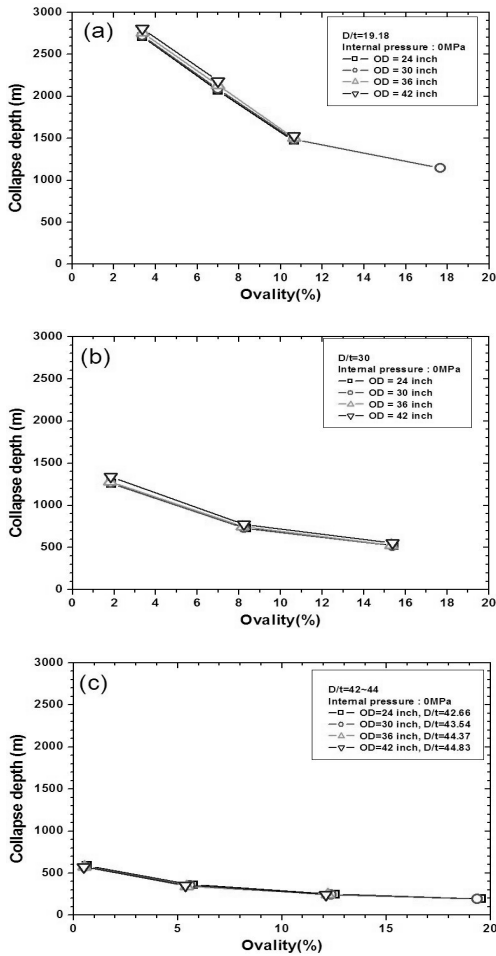 (a)
D/t=19.18
Internal pressure : 0MPa
OD = 24 inch
OD = 30 inch
OD = 36 inch
OD = 42 inch
3000
2500
2000
1500
1000
500
0
Collapse depth (m)
0 2 4 6 8 10 12 14 16 18 20
Ovality(%)
(b)
D/t=30
Internal pressure : 0MPa
OD = 24 inch
OD = 30 inch
OD = 36 inch
OD = 42 inch
3000
2500
2000
1500
1000
500
0
Collapse depth (m)
0 2 4 6 8 10 12 14 16 18 20
Ovality(%)
(c)
D/t=42~44
Internal pressure : 0MPa
OD=24 inch, D/t=42.66
OD=30 inch, D/t=43.54
OD=36 inch, D/t=44.37
OD=42 inch, D/t=44.83
3000
2500
2000
1500
1000
500
0
Collapse depth (m)
0 5 10 15 20
Ovality(%)